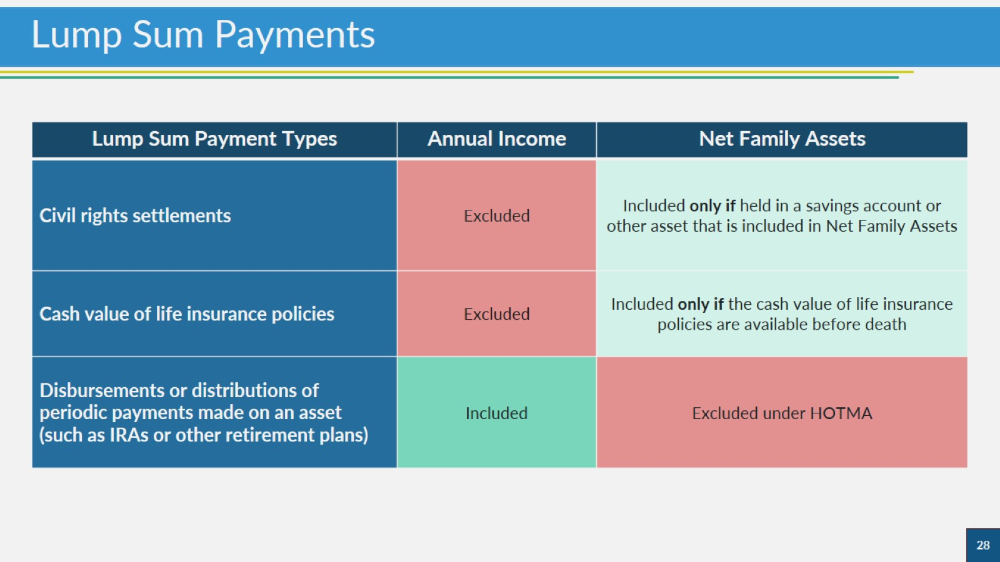 Lump Sum Payments
Lump Sum Payment Types
Annual Income
Net Family Assets
Civil rights settlements
Excluded
Included only if held in a savings account or
other asset that is included in Net Family Assets
Cash value of life insurance policies
Excluded
Included only if the cash value of life insurance
policies are available before death
Disbursements or distributions of
periodic payments made on an asset
(such as IRAs or other retirement plans)
Included
Excluded under HOTMA
28